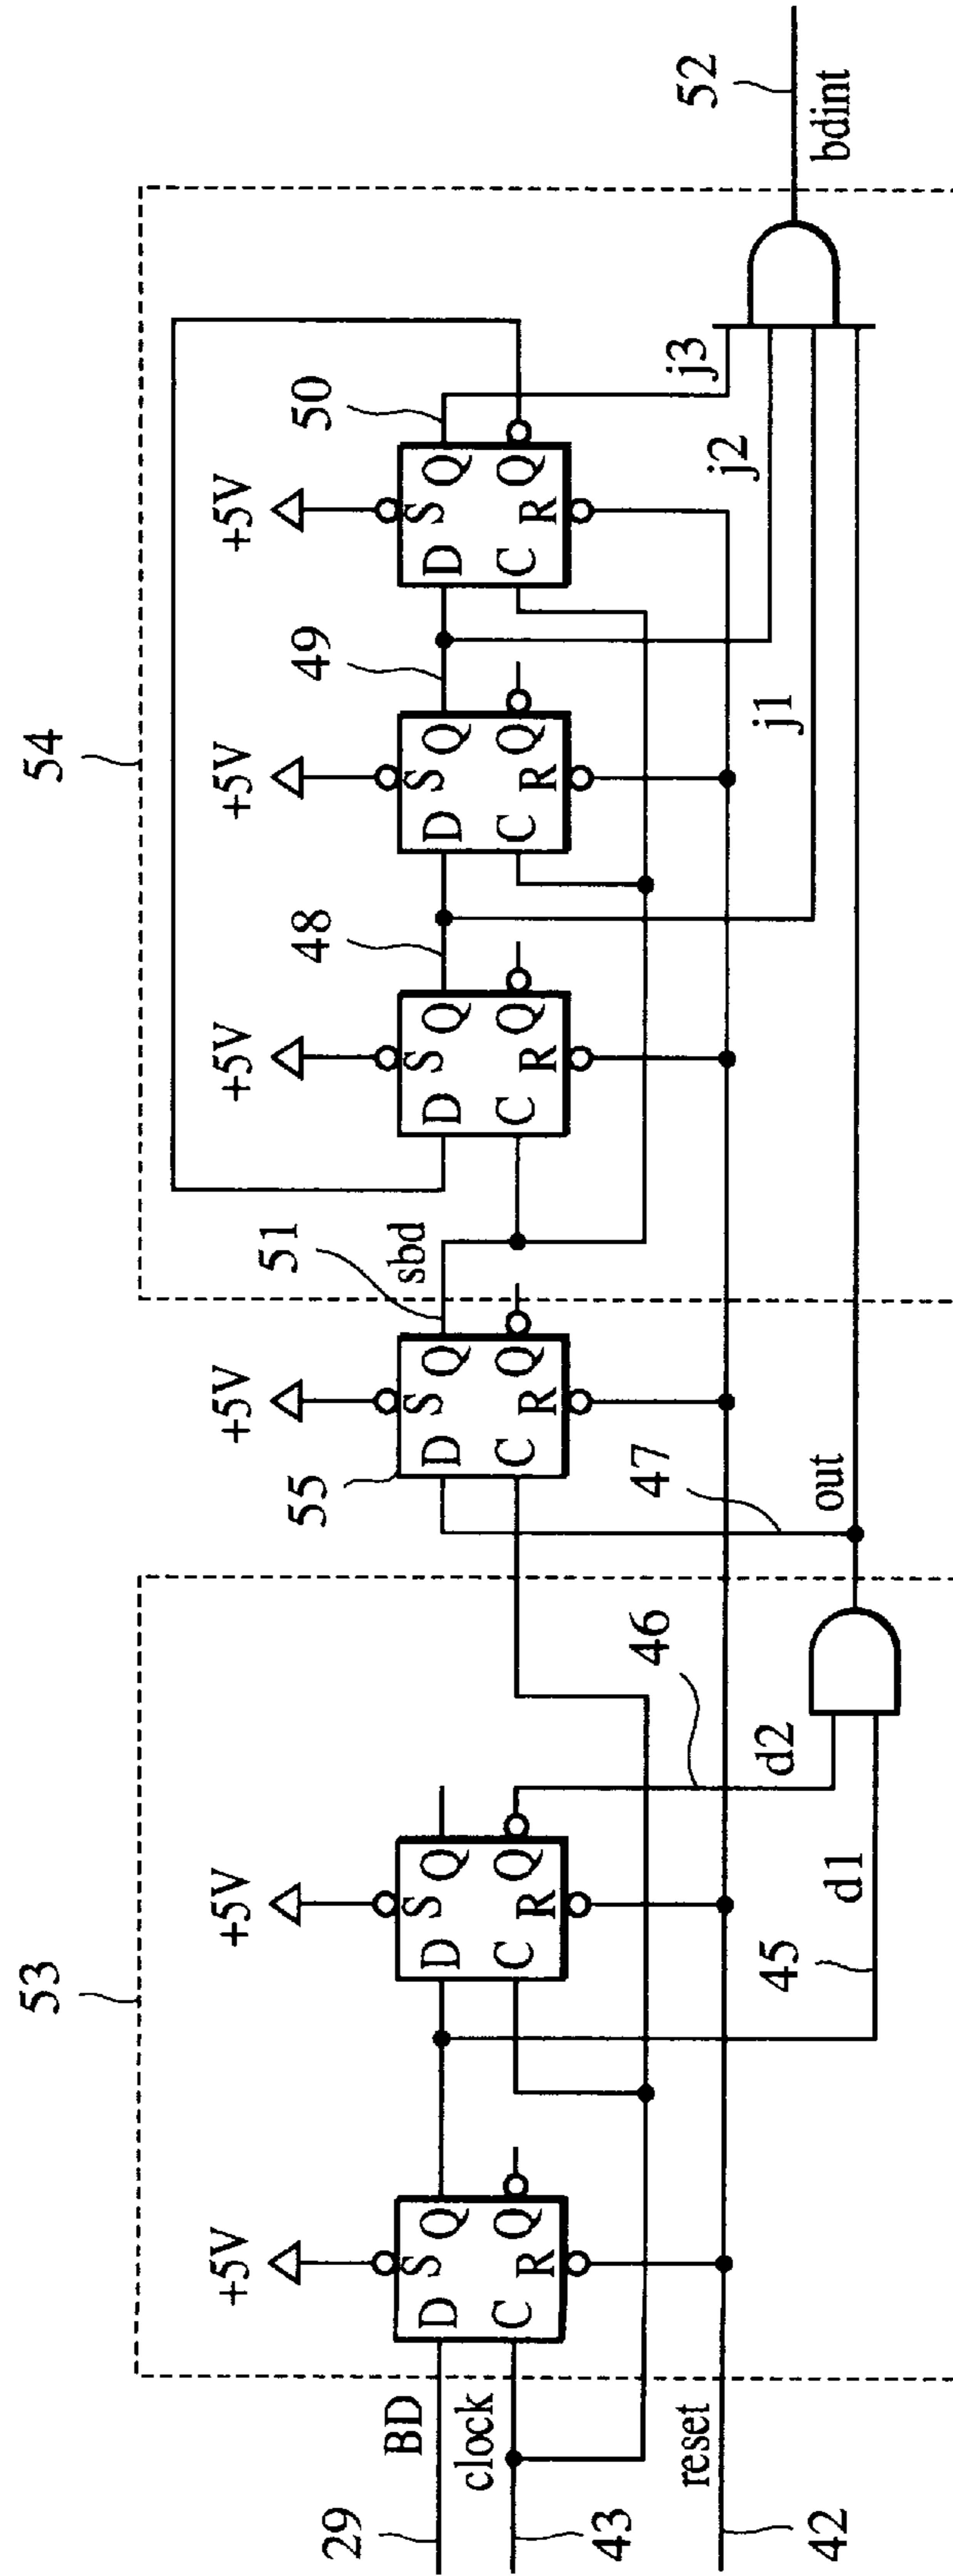 53
54
+5V
+5V
+5V
+5V
+5V
+5V
48
49
50
55
51
sbd
29
BD
D
S
Q
C
R
Q
D
S
Q
C
R
Q
D
S
Q
C
R
Q
D
S
Q
C
R
Q
D
S
Q
C
R
Q
D
S
Q
C
R
Q
43
clock
42
reset
45
d1
46
d2
47
out
j1
j2
j3
52
bdint